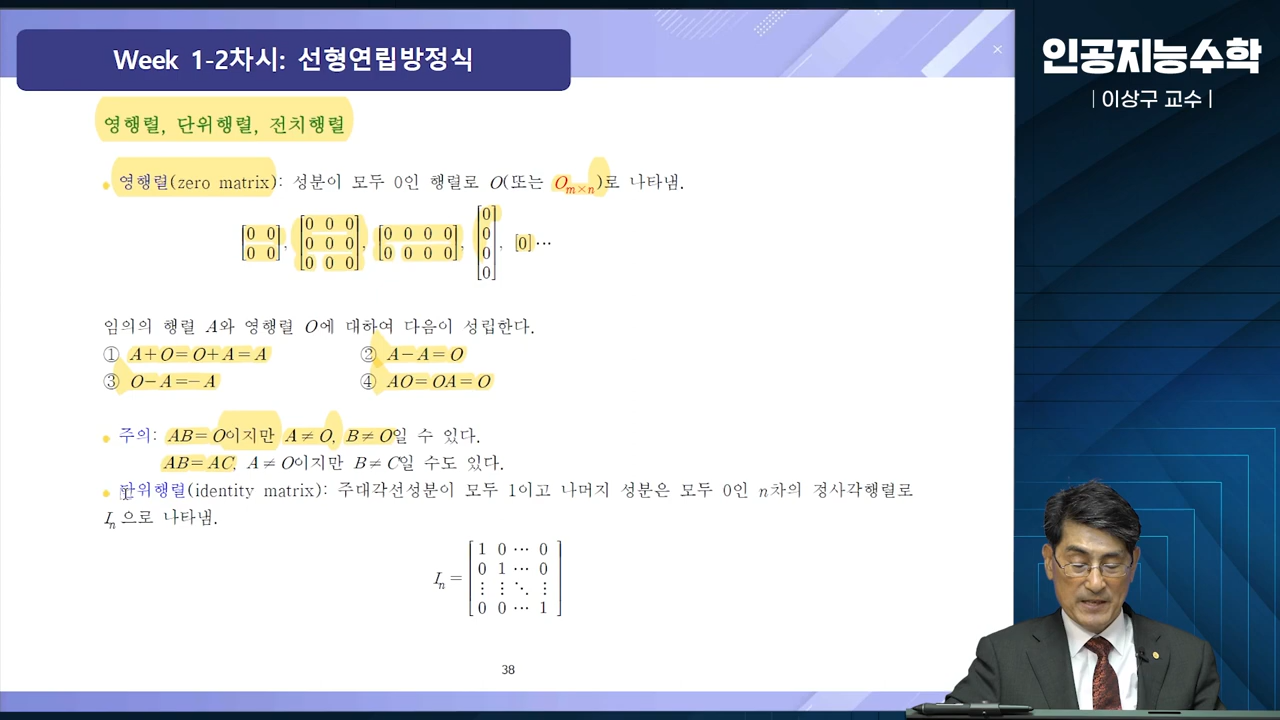 Week 1-2차시: 선형연립방정식
인공지능수학
| 이상구 교수 |
영행렬, 단위행렬, 전치행렬
• 영행렬(zero matrix): 성분이 모두 0인 행렬로 O(또는 O_{m×n})로 나타냄.
[0 0; 0 0], [0 0 0; 0 0 0; 0 0 0], [0 0 0 0; 0 0 0 0], [0; 0; 0; 0], [0] ⋯
임의의 행렬 A와 영행렬 O에 대하여 다음이 성립한다.
① A+O=O+A=A ② A−A=O
③ O−A=−A ④ AO=OA=O
• 주의: AB=O이지만 A≠O, B≠O일 수 있다.
AB=AC, A≠O이지만 B≠C일 수도 있다.
• 단위행렬(identity matrix): 주대각선성분이 모두 1이고 나머지 성분은 모두 0인 n차의 정사각행렬로
I_n으로 나타냄.
I_n = [1 0 ⋯ 0; 0 1 ⋯ 0; ⋮ ⋮ ⋱ ⋮; 0 0 ⋯ 1]
38